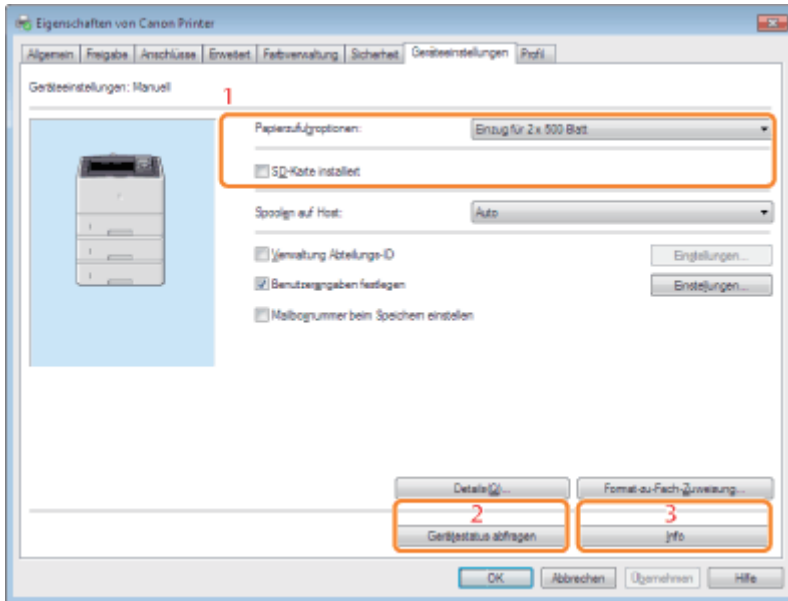 Eigenschaften von Canon Printer
Allgemein Freigabe Anschlüsse Erweitert Farbverwaltung Sicherheit Geräteeinstellungen Profil
Geräteeinstellungen: Manuell
1
Papierzufuhroptionen: Einzug für 2 x 500 Blatt
SD-Karte installiert
Spoolen auf Host: Auto
Verwaltung Abteilungs-ID Einstellungen...
Benutzerangaben festlegen Einstellungen...
Mailboxnummer beim Speichern einstellen
Details(Q)... Format-zu-Fach-Zuweisung...
2 3
Gerätestatus abfragen Info
OK Abbrechen Übernehmen Hilfe